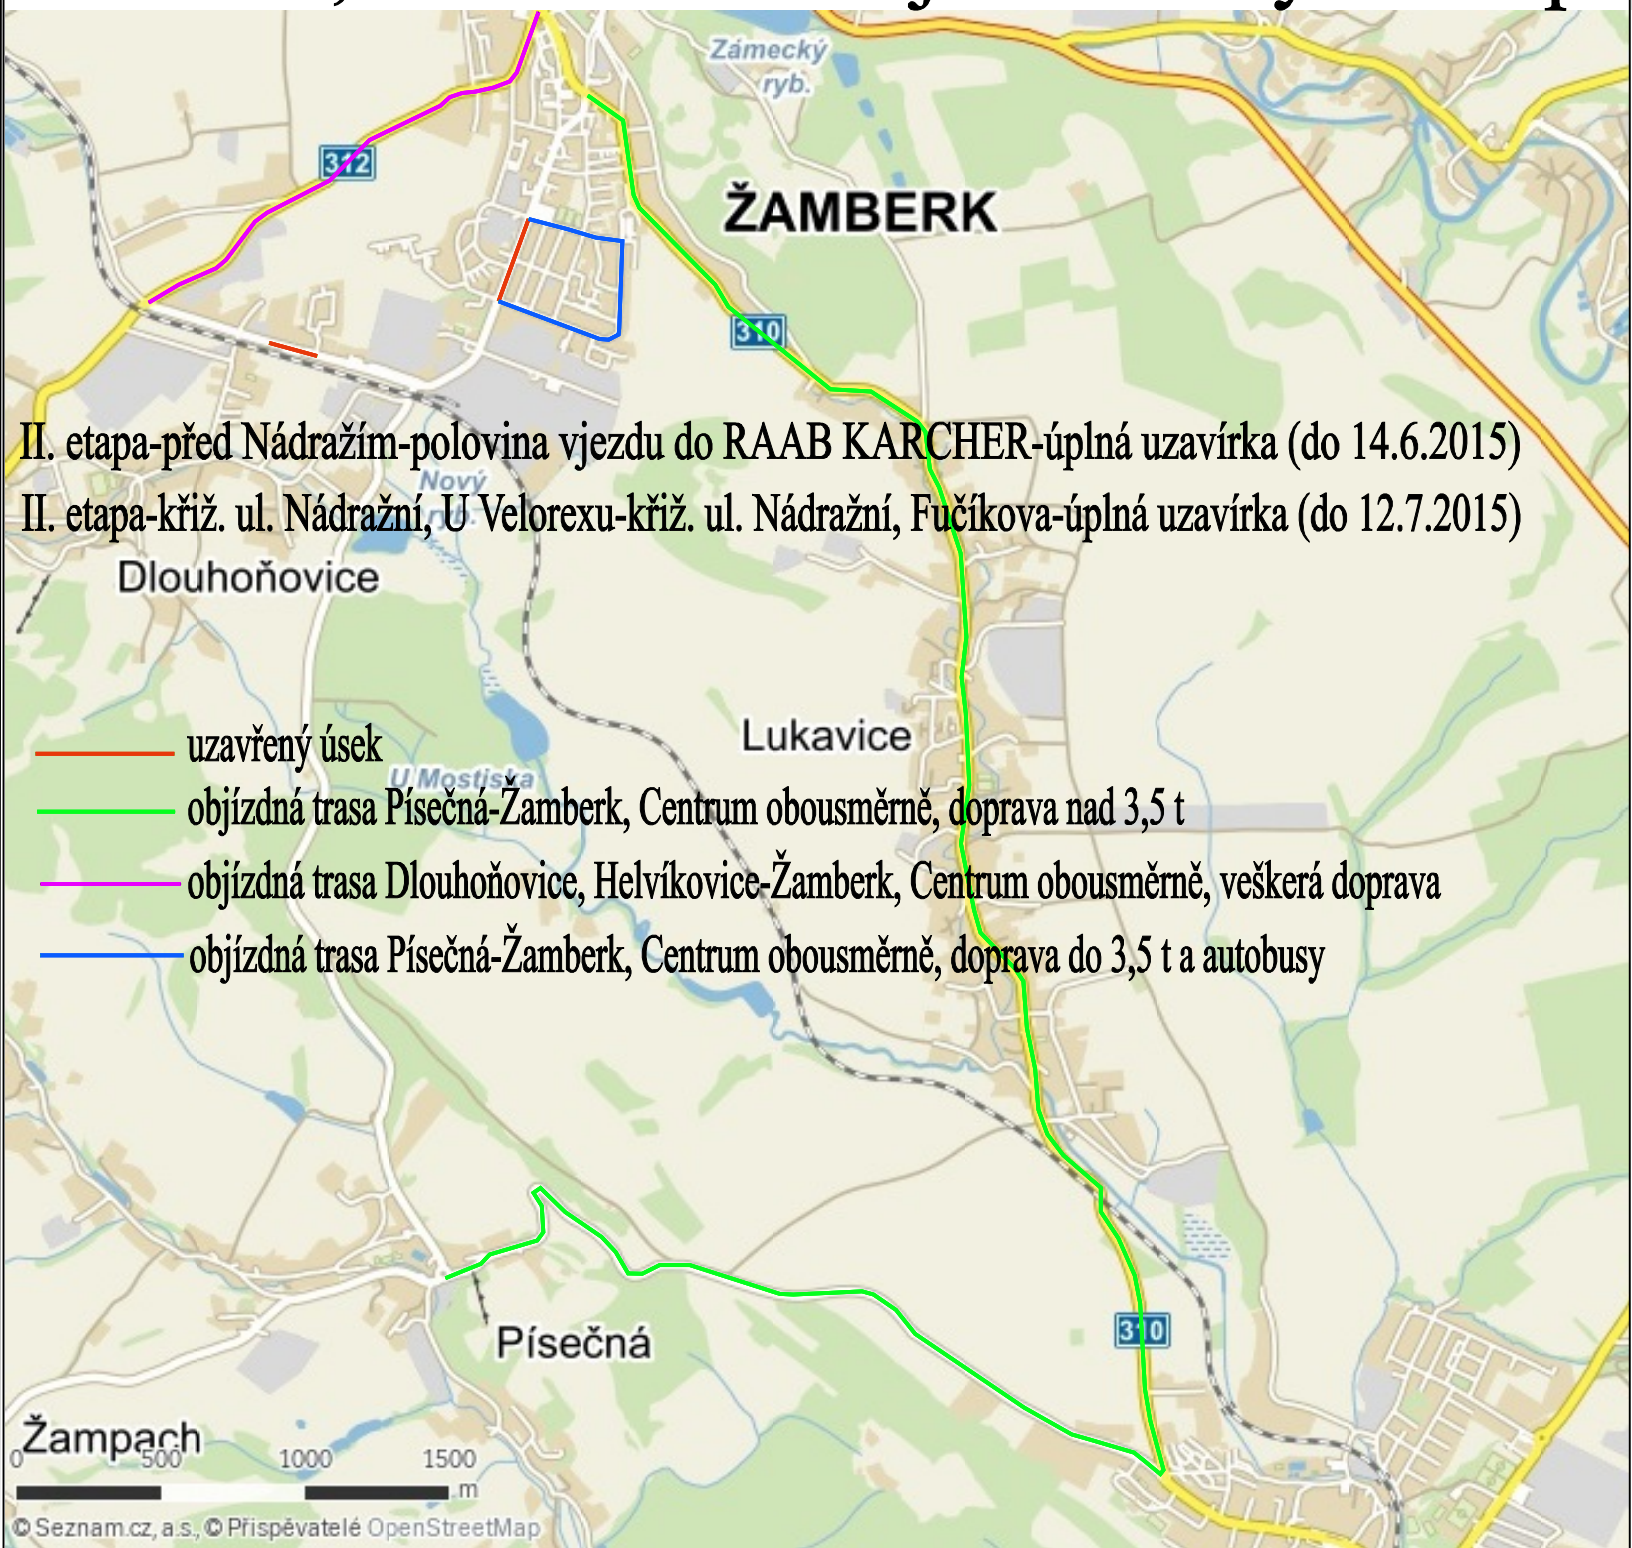 Zámecký
ryb.
312
ŽAMBERK
310
II. etapa-před Nádražím-polovina vjezdu do RAAB KARCHER-úplná uzavírka (do 14.6.2015)
Nový
ryb.
II. etapa-křiž. ul. Nádražní, U Velorexu-křiž. ul. Nádražní, Fučíkova-úplná uzavírka (do 12.7.2015)
Dlouhoňovice
Lukavice
uzavřený úsek
U Mostiska
objízdná trasa Písečná-Žamberk, Centrum obousměrně, doprava nad 3,5 t
objízdná trasa Dlouhoňovice, Helvíkovice-Žamberk, Centrum obousměrně, veškerá doprava
objízdná trasa Písečná-Žamberk, Centrum obousměrně, doprava do 3,5 t a autobusy
310
Písečná
Žampach
0 500 1000 1500
m
© Seznam.cz, a.s., © Přispěvatelé OpenStreetMap